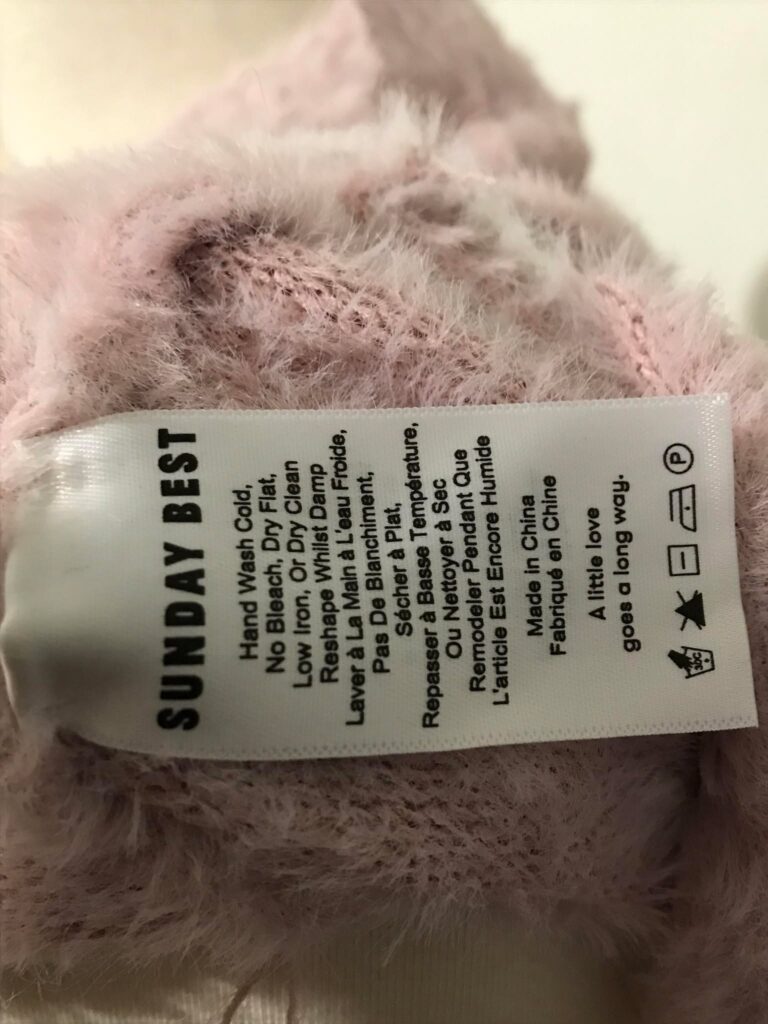 SUNDAY BEST
Hand Wash Cold,
No Bleach, Dry Flat,
Low Iron, Or Dry Clean
Reshape Whilst Damp
Laver à La Main à L'eau Froide,
Pas De Blanchiment,
Sécher à Plat,
Repasser à Basse Température,
Ou Nettoyer à Sec
Remodeler Pendant Que
L'article Est Encore Humide
Made in China
Fabriqué en Chine
A little love
goes a long way.
30C P